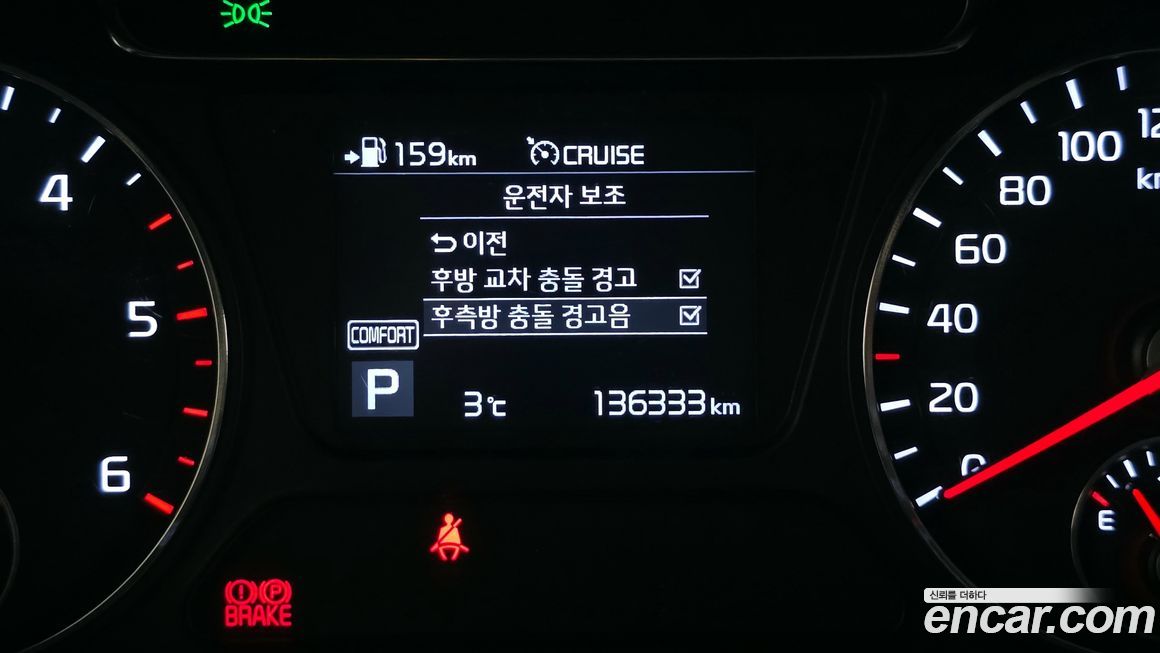 159km CRUISE
운전자 보조
이전
후방 교차 충돌 경고
후측방 충돌 경고음
COMFORT
P
3℃ 136333 km
4
5
6
100
80
60
40
20
0
E
BRAKE
신뢰를 더하다
encar.com